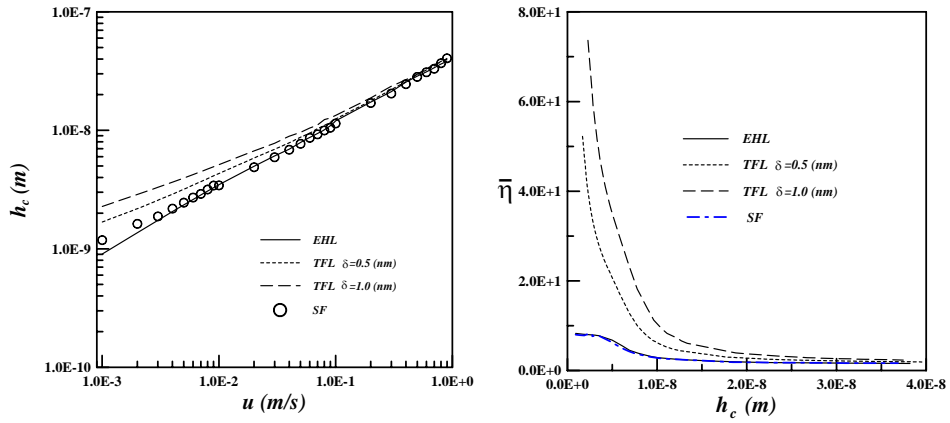 1.0E-7
1.0E-8
1.0E-9
1.0E-10
h_c (m)
EHL
TFL δ=0.5 (nm)
TFL δ=1.0 (nm)
SF
1.0E-3
1.0E-2
1.0E-1
1.0E+0
u (m/s)
8.0E+1
6.0E+1
4.0E+1
2.0E+1
0.0E+0
η̄
EHL
TFL δ=0.5 (nm)
TFL δ=1.0 (nm)
SF
0.0E+0
1.0E-8
2.0E-8
3.0E-8
4.0E-8
h_c (m)